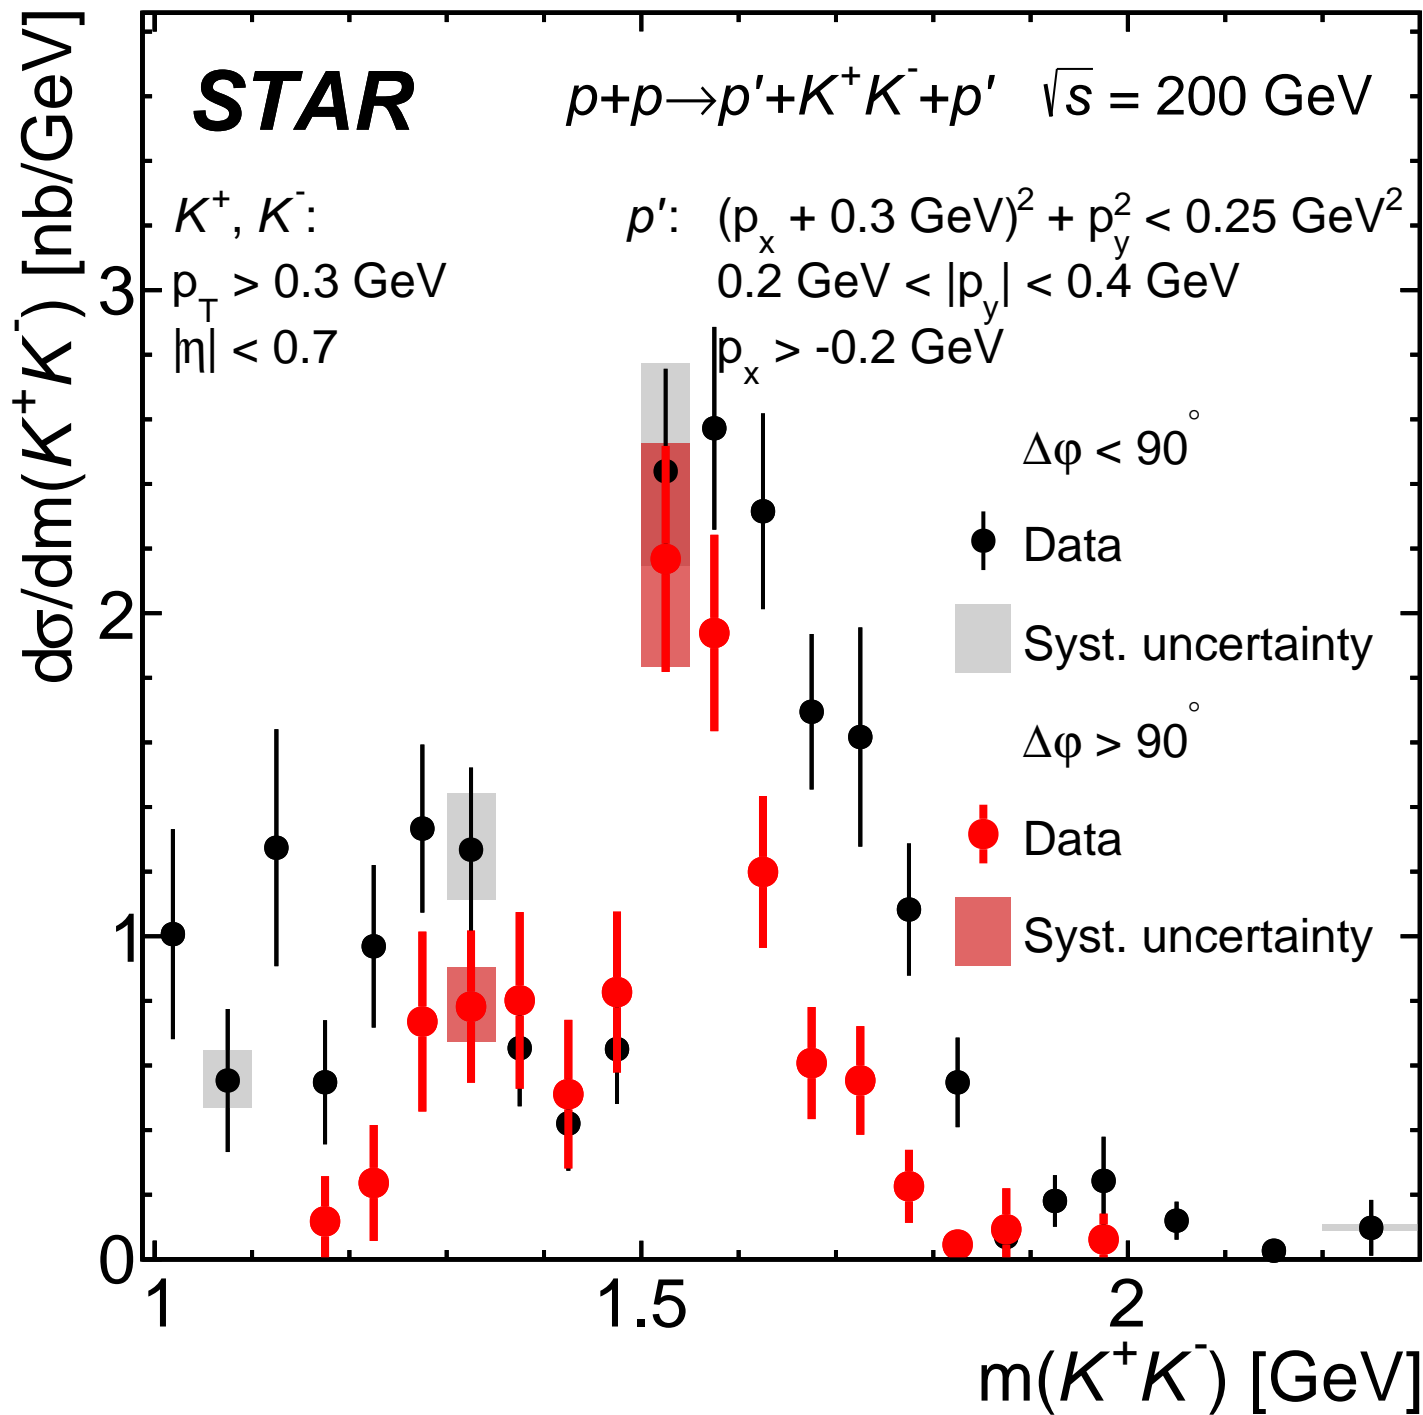 STAR p+p→p′+K⁺K⁻+p′ √s = 200 GeV
K⁺, K⁻: p′: (pₓ + 0.3 GeV)² + p_y² < 0.25 GeV²
p_T > 0.3 GeV 0.2 GeV < |p_y| < 0.4 GeV
|η| < 0.7 pₓ > -0.2 GeV
Δφ < 90°
Data
Syst. uncertainty
Δφ > 90°
Data
Syst. uncertainty
dσ/dm(K⁺K⁻) [nb/GeV]
3
2
1
0
1 1.5 2
m(K⁺K⁻) [GeV]